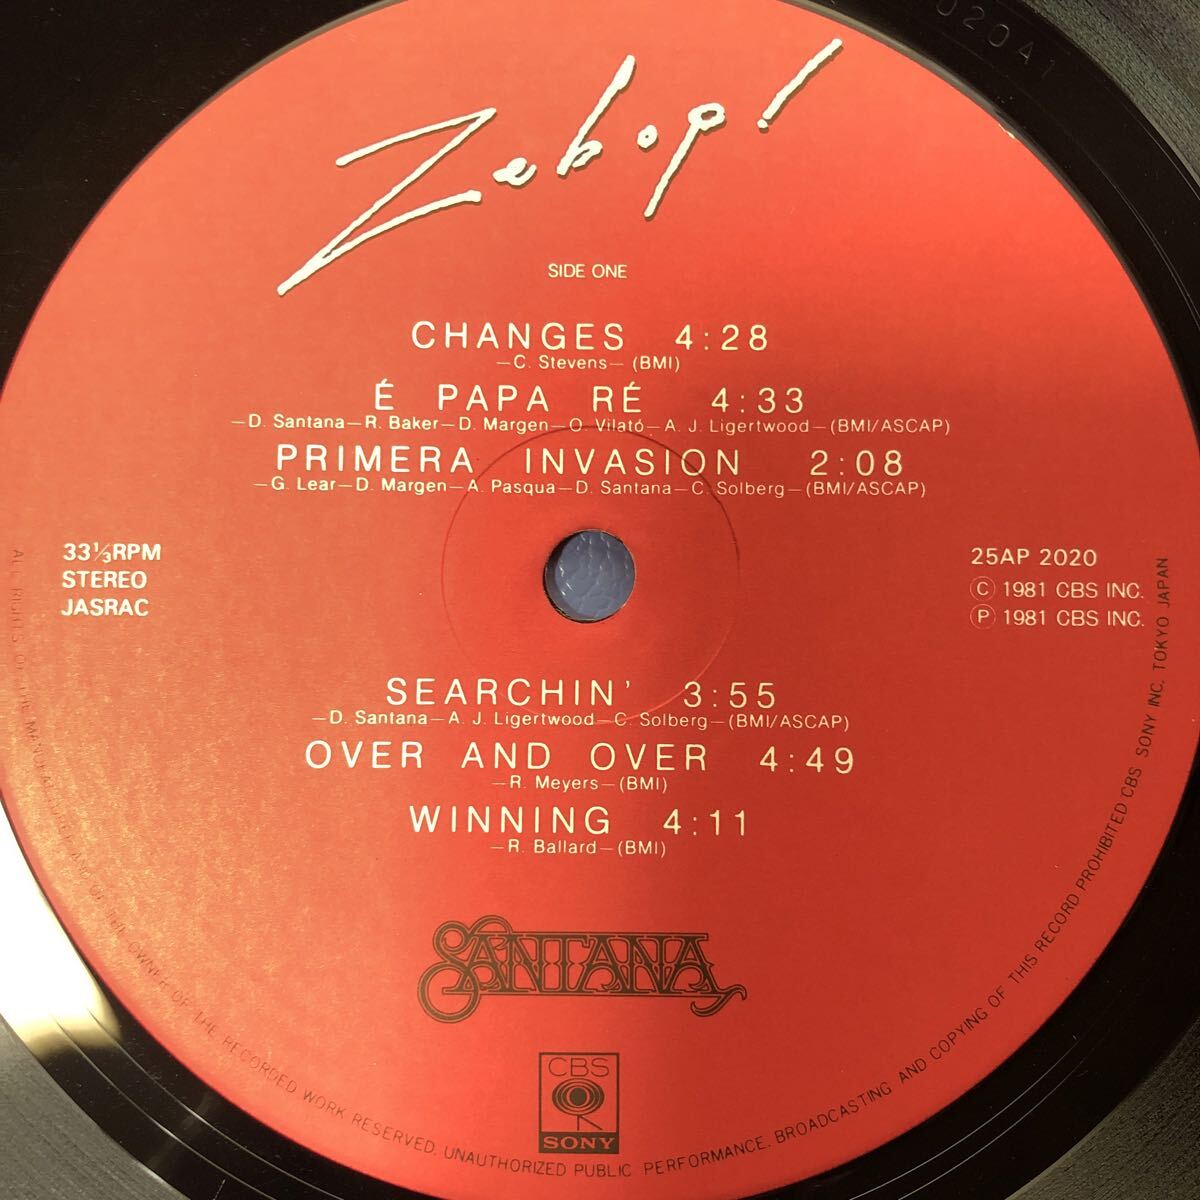 Zebop!
SIDE ONE
CHANGES 4:28
—C. Stevens— (BMI)
É PAPA RÉ 4:33
—D. Santana—R. Baker—D. Margen—O. Vilató—A. J. Ligertwood—(BMI/ASCAP)
PRIMERA INVASION 2:08
—G. Lear—D. Margen—A. Pasqua—D. Santana—C. Solberg—(BMI/ASCAP)
33⅓RPM
STEREO
JASRAC
25AP 2020
Ⓒ 1981 CBS INC.
Ⓟ 1981 CBS INC.
SEARCHIN' 3:55
—D. Santana—A. J. Ligertwood—C. Solberg—(BMI/ASCAP)
OVER AND OVER 4:49
—R. Meyers—(BMI)
WINNING 4:11
—R. Ballard—(BMI)
SANTANA
CBS
SONY
ALL RIGHTS OF THE MANUFACTURER AND OF THE OWNER OF THE RECORDED WORK RESERVED. UNAUTHORIZED PUBLIC PERFORMANCE. BROADCASTING AND COPYING OF THIS RECORD PROHIBITED CBS SONY INC. TOKYO JAPAN